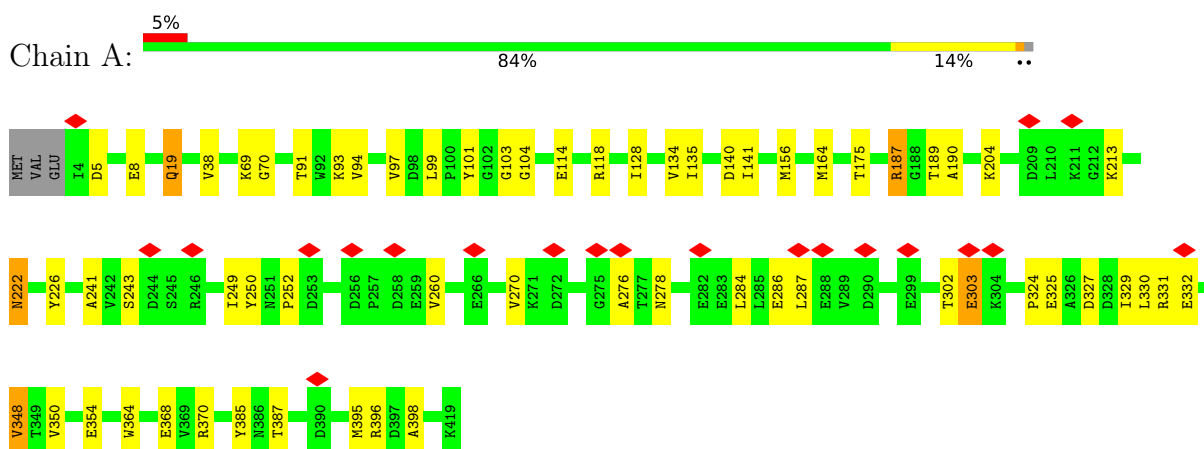 5%
Chain A:
84% 14% ••
MET VAL GLU I4 D5 E8 Q19 V38 K69 G70 T91 W92 K93 V94 V97 D98 L99 P100 Y101 G102 G103 G104 E114 R118 I128 V134 I135 D140 I141 M156 M164 T175 R187 G188 T189 A190 K204 D209 L210 K211 G212 K213
N222 Y226 A241 V242 S243 D244 S245 R246 I249 Y250 N251 P252 D253 D256 P257 D258 E259 V260 E266 V270 K271 D272 G275 A276 T277 N278 E282 E283 L284 L285 E286 L287 E288 V289 D290 E299 T302 E303 K304 P324 E325 A326 D327 D328 I329 L330 R331 E332
V348 T349 V350 E354 W364 E368 V369 R370 Y385 N386 T387 D390 M395 R396 D397 A398 K419